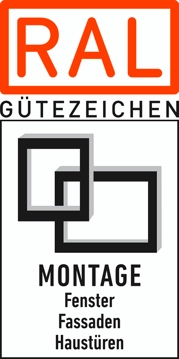 RAL
GÜTEZEICHEN
MONTAGE
Fenster
Fassaden
Haustüren